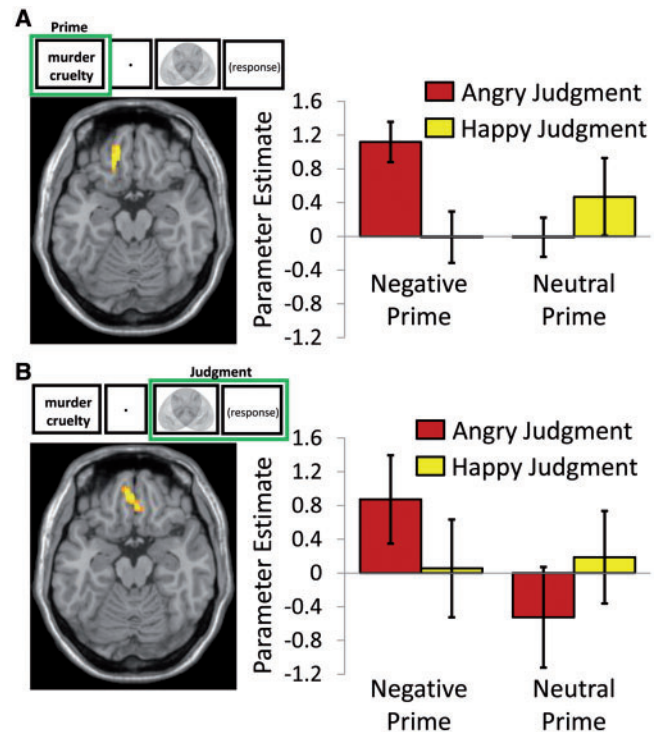 A
Prime
murder
cruelty
.
(response)
Angry Judgment
Happy Judgment
Parameter Estimate
1.6
1.2
0.8
0.4
0
-0.4
-0.8
-1.2
Negative
Prime
Neutral
Prime
B
Judgment
murder
cruelty
.
(response)
Angry Judgment
Happy Judgment
Parameter Estimate
1.6
1.2
0.8
0.4
0
-0.4
-0.8
-1.2
Negative
Prime
Neutral
Prime